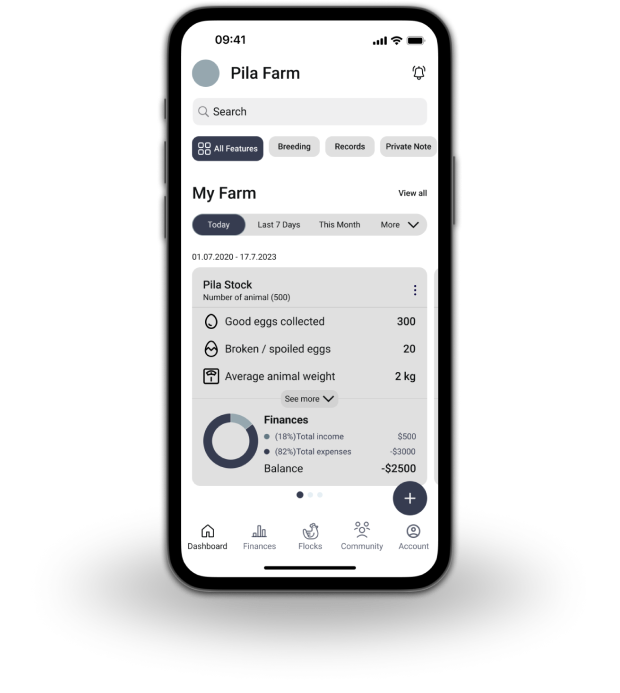 09:41
Pila Farm
Search
All Features Breeding Records Private Note
My Farm View all
Today Last 7 Days This Month More
01.07.2020 - 17.7.2023
Pila Stock
Number of animal (500)
Good eggs collected 300
Broken / spoiled eggs 20
Average animal weight 2 kg
See more
Finances
(18%)Total income $500
(82%)Total expenses -$3000
Balance -$2500
+
Dashboard Finances Flocks Community Account